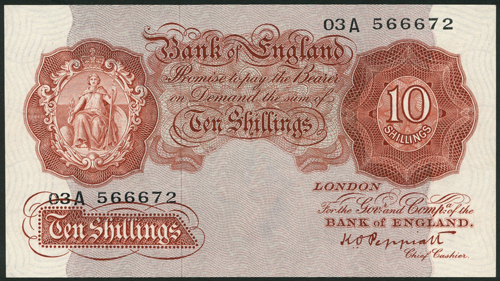 03A 566672
Bank of England
Promise to pay the Bearer
on Demand the sum of
Ten Shillings
10
SHILLINGS
03A 566672
Ten Shillings
LONDON
For the Govr and Compa of the
BANK OF ENGLAND.
K O Peppiatt
Chief Cashier.